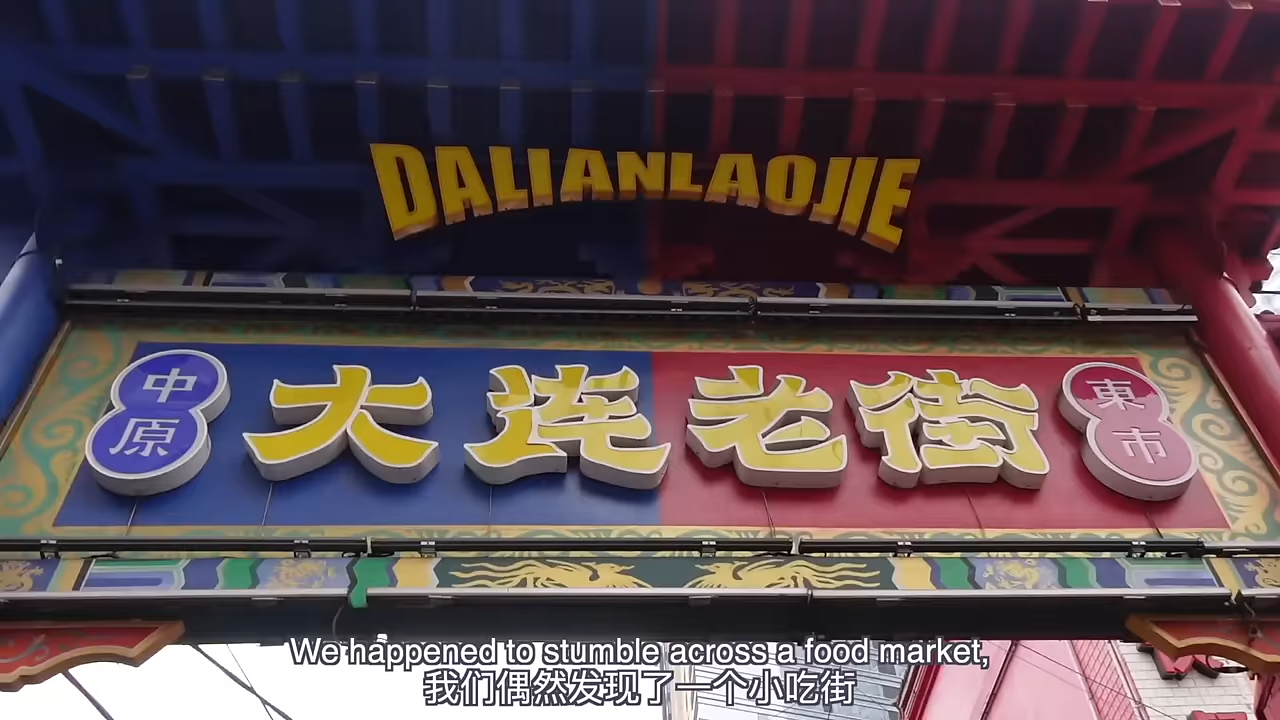 DALIANLAOJIE
中原
大连老街
東市
We happened to stumble across a food market,
我们偶然发现了一个小吃街